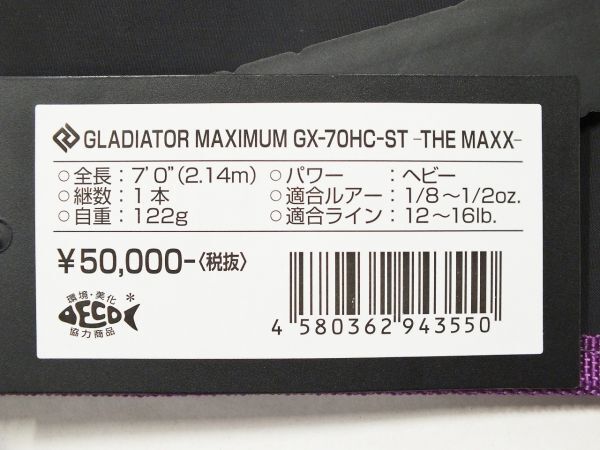 GLADIATOR MAXIMUM GX-70HC-ST -THE MAXX-
○全長：7'0"(2.14m) ○パワー：ヘビー
○継数：1本 ○適合ルアー：1/8～1/2oz.
○自重：122g ○適合ライン：12～16lb.
￥50,000-〈税抜〉
環境・美化
ECO
協力商品
4 580362 943550